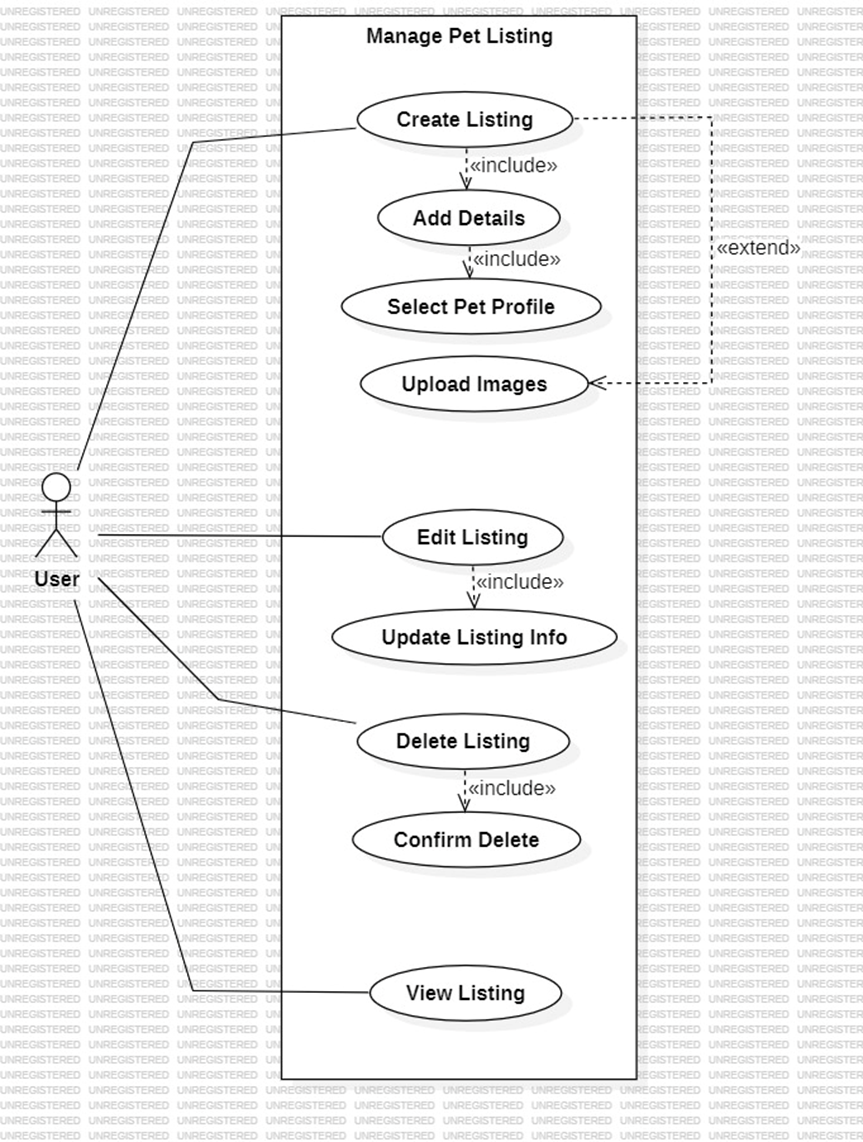 Manage Pet Listing
Create Listing
«include»
Add Details
«extend»
«include»
Select Pet Profile
Upload Images
Edit Listing
User
«include»
Update Listing Info
Delete Listing
«include»
Confirm Delete
View Listing
UNREGISTERED